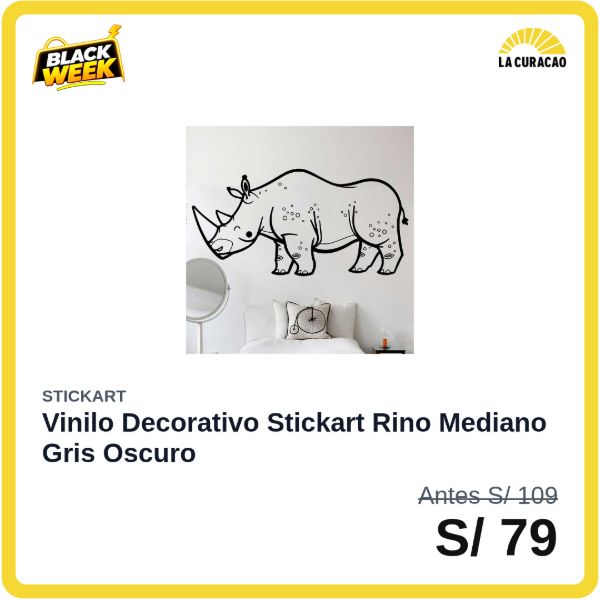 BLACK
WEEK
LA CURACAO
STICKART
Vinilo Decorativo Stickart Rino Mediano
Gris Oscuro
Antes S/ 109
S/ 79